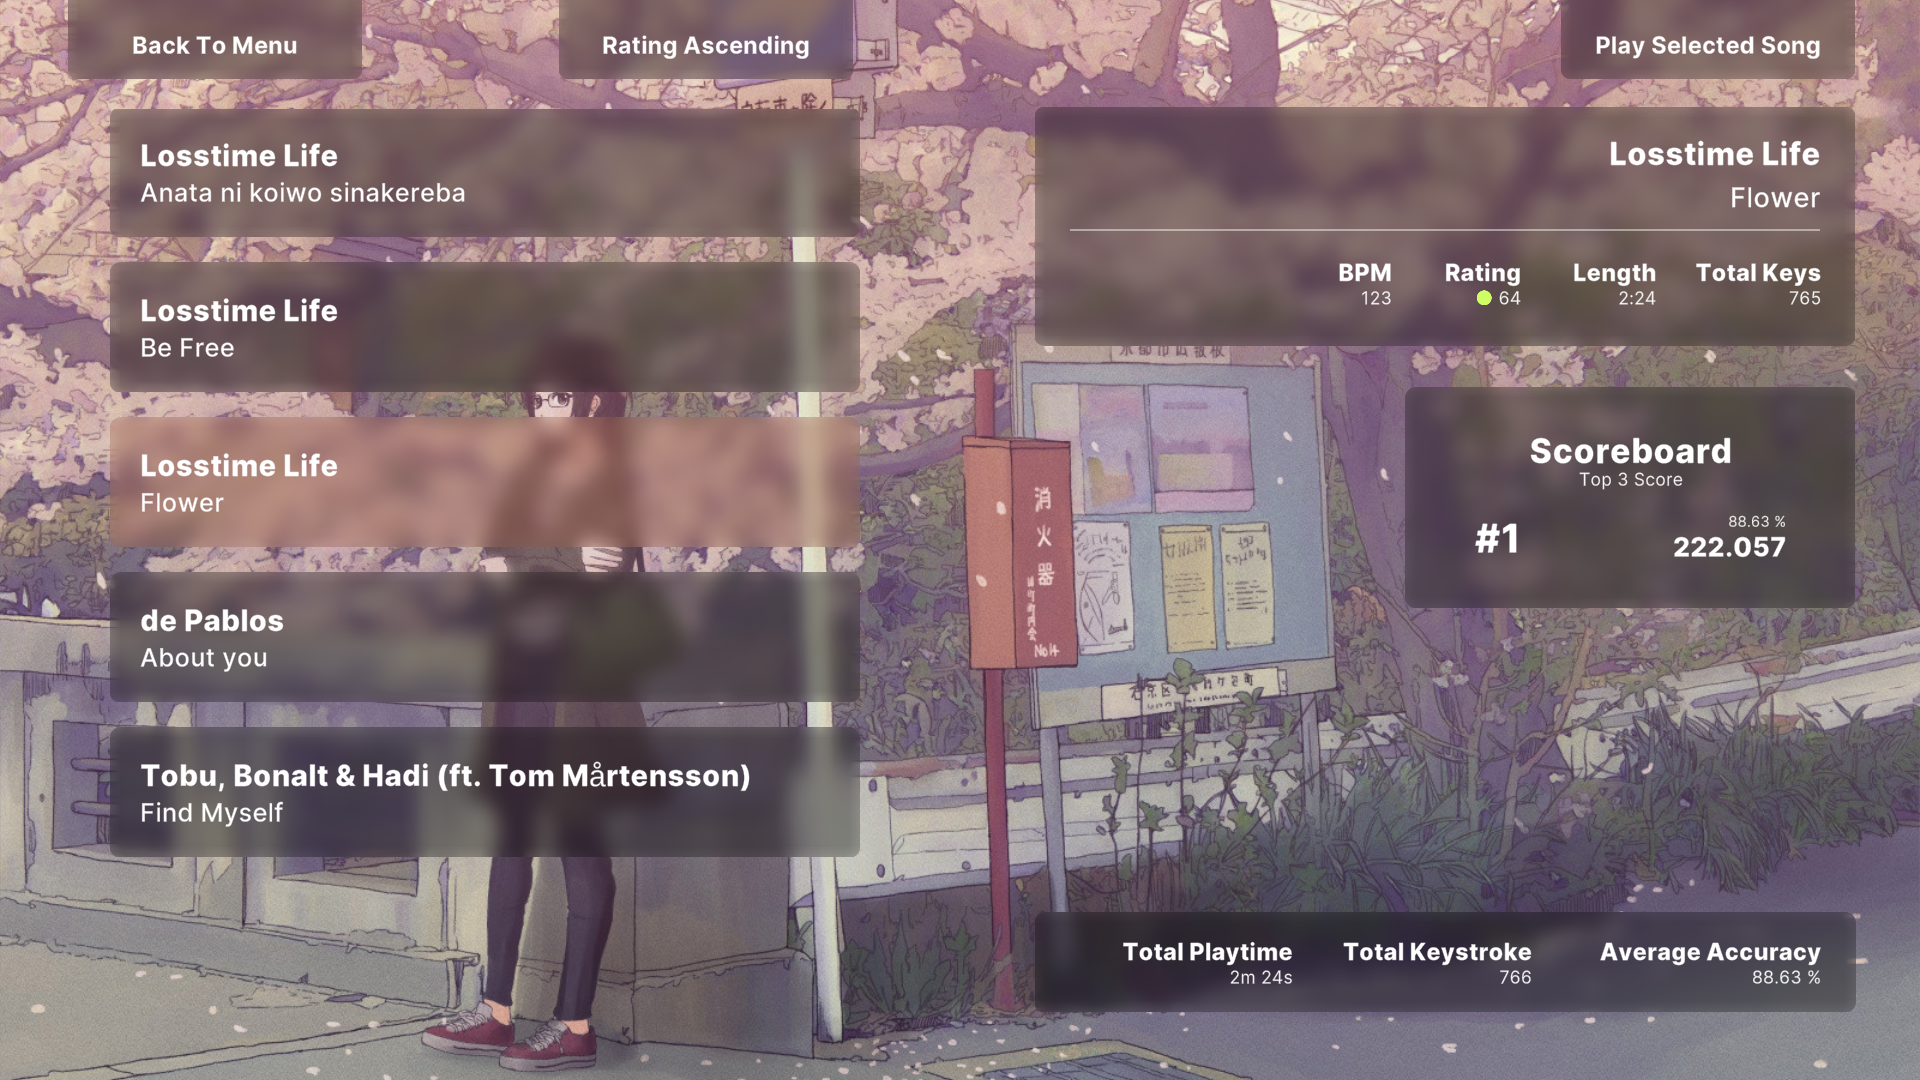 Back To Menu
Rating Ascending
Play Selected Song
Losstime Life
Anata ni koiwo sinakereba
Losstime Life
Be Free
Losstime Life
Flower
de Pablos
About you
Tobu, Bonalt & Hadi (ft. Tom Mårtensson)
Find Myself
Losstime Life
Flower
BPM
123
Rating
64
Length
2:24
Total Keys
765
Scoreboard
Top 3 Score
#1
88.63 %
222.057
消火器
Total Playtime
2m 24s
Total Keystroke
766
Average Accuracy
88.63 %